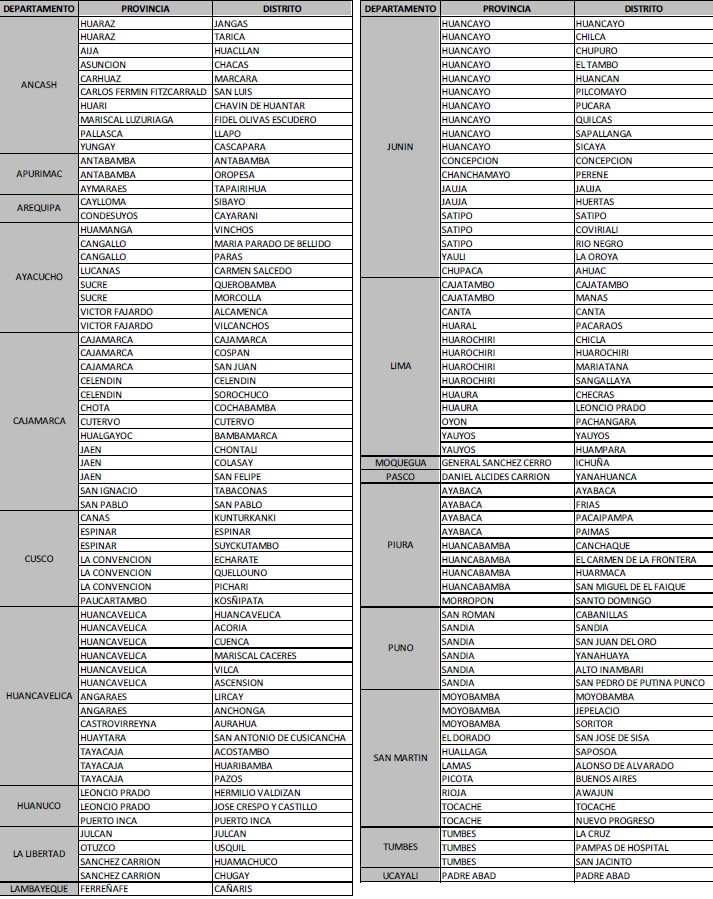 DEPARTAMENTO PROVINCIA DISTRITO
ANCASH
HUARAZ JANGAS
HUARAZ TARICA
AIJA HUACLLAN
ASUNCION CHACAS
CARHUAZ MARCARA
CARLOS FERMIN FITZCARRALD SAN LUIS
HUARI CHAVIN DE HUANTAR
MARISCAL LUZURIAGA FIDEL OLIVAS ESCUDERO
PALLASCA LLAPO
YUNGAY CASCAPARA
APURIMAC
ANTABAMBA ANTABAMBA
ANTABAMBA OROPESA
AYMARAES TAPAIRIHUA
AREQUIPA
CAYLLOMA SIBAYO
CONDESUYOS CAYARANI
AYACUCHO
HUAMANGA VINCHOS
CANGALLO MARIA PARADO DE BELLIDO
CANGALLO PARAS
LUCANAS CARMEN SALCEDO
SUCRE QUEROBAMBA
SUCRE MORCOLLA
VICTOR FAJARDO ALCAMENCA
VICTOR FAJARDO VILCANCHOS
CAJAMARCA
CAJAMARCA CAJAMARCA
CAJAMARCA COSPAN
CAJAMARCA SAN JUAN
CELENDIN CELENDIN
CELENDIN SOROCHUCO
CHOTA COCHABAMBA
CUTERVO CUTERVO
HUALGAYOC BAMBAMARCA
JAEN CHONTALI
JAEN COLASAY
JAEN SAN FELIPE
SAN IGNACIO TABACONAS
SAN PABLO SAN PABLO
CUSCO
CANAS KUNTURKANKI
ESPINAR ESPINAR
ESPINAR SUYCKUTAMBO
LA CONVENCION ECHARATE
LA CONVENCION QUELLOUNO
LA CONVENCION PICHARI
PAUCARTAMBO KOSÑIPATA
HUANCAVELICA
HUANCAVELICA HUANCAVELICA
HUANCAVELICA ACORIA
HUANCAVELICA CUENCA
HUANCAVELICA MARISCAL CACERES
HUANCAVELICA VILCA
HUANCAVELICA ASCENSION
ANGARAES LIRCAY
ANGARAES ANCHONGA
CASTROVIRREYNA AURAHUA
HUAYTARA SAN ANTONIO DE CUSICANCHA
TAYACAJA ACOSTAMBO
TAYACAJA HUARIBAMBA
TAYACAJA PAZOS
HUANUCO
LEONCIO PRADO HERMILIO VALDIZAN
LEONCIO PRADO JOSE CRESPO Y CASTILLO
PUERTO INCA PUERTO INCA
LA LIBERTAD
JULCAN JULCAN
OTUZCO USQUIL
SANCHEZ CARRION HUAMACHUCO
SANCHEZ CARRION CHUGAY
LAMBAYEQUE FERREÑAFE CAÑARIS
DEPARTAMENTO PROVINCIA DISTRITO
JUNIN
HUANCAYO HUANCAYO
HUANCAYO CHILCA
HUANCAYO CHUPURO
HUANCAYO EL TAMBO
HUANCAYO HUANCAN
HUANCAYO PILCOMAYO
HUANCAYO PUCARA
HUANCAYO QUILCAS
HUANCAYO SAPALLANGA
HUANCAYO SICAYA
CONCEPCION CONCEPCION
CHANCHAMAYO PERENE
JAUJA JAUJA
JAUJA HUERTAS
SATIPO SATIPO
SATIPO COVIRIALI
SATIPO RIO NEGRO
YAULI LA OROYA
CHUPACA AHUAC
LIMA
CAJATAMBO CAJATAMBO
CAJATAMBO MANAS
CANTA CANTA
HUARAL PACARAOS
HUAROCHIRI CHICLA
HUAROCHIRI HUAROCHIRI
HUAROCHIRI MARIATANA
HUAROCHIRI SANGALLAYA
HUAURA CHECRAS
HUAURA LEONCIO PRADO
OYON PACHANGARA
YAUYOS YAUYOS
YAUYOS HUAMPARA
MOQUEGUA GENERAL SANCHEZ CERRO ICHUÑA
PASCO DANIEL ALCIDES CARRION YANAHUANCA
PIURA
AYABACA AYABACA
AYABACA FRIAS
AYABACA PACAIPAMPA
AYABACA PAIMAS
HUANCABAMBA CANCHAQUE
HUANCABAMBA EL CARMEN DE LA FRONTERA
HUANCABAMBA HUARMACA
HUANCABAMBA SAN MIGUEL DE EL FAIQUE
MORROPON SANTO DOMINGO
PUNO
SAN ROMAN CABANILLAS
SANDIA SANDIA
SANDIA SAN JUAN DEL ORO
SANDIA YANAHUAYA
SANDIA ALTO INAMBARI
SANDIA SAN PEDRO DE PUTINA PUNCO
SAN MARTIN
MOYOBAMBA MOYOBAMBA
MOYOBAMBA JEPELACIO
MOYOBAMBA SORITOR
EL DORADO SAN JOSE DE SISA
HUALLAGA SAPOSOA
LAMAS ALONSO DE ALVARADO
PICOTA BUENOS AIRES
RIOJA AWAJUN
TOCACHE TOCACHE
TOCACHE NUEVO PROGRESO
TUMBES
TUMBES LA CRUZ
TUMBES PAMPAS DE HOSPITAL
TUMBES SAN JACINTO
UCAYALI PADRE ABAD PADRE ABAD